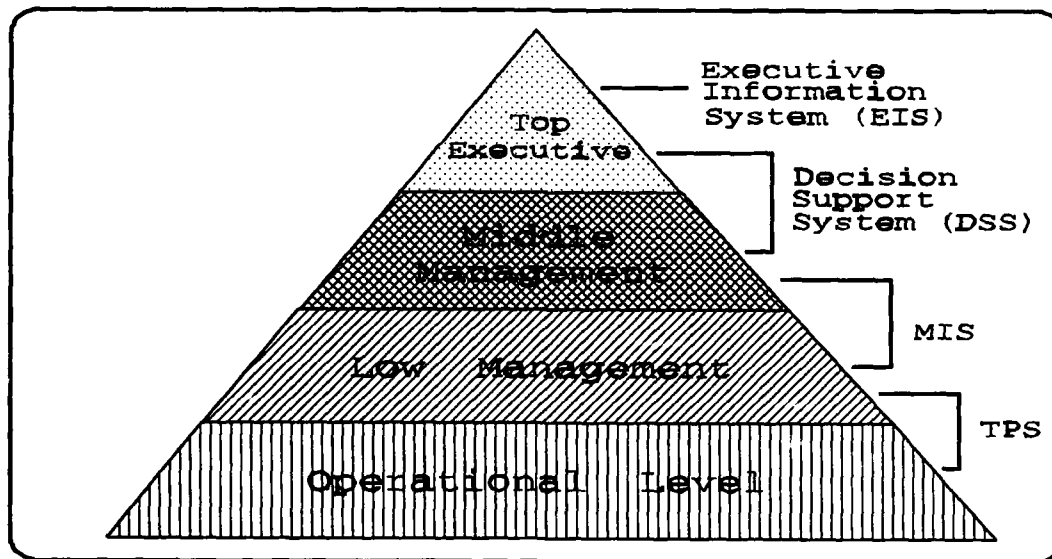 Executive
Information
System (EIS)
Top
Executive
Decision
Support
System (DSS)
Middle
Management
MIS
Low Management
TPS
Operational Level